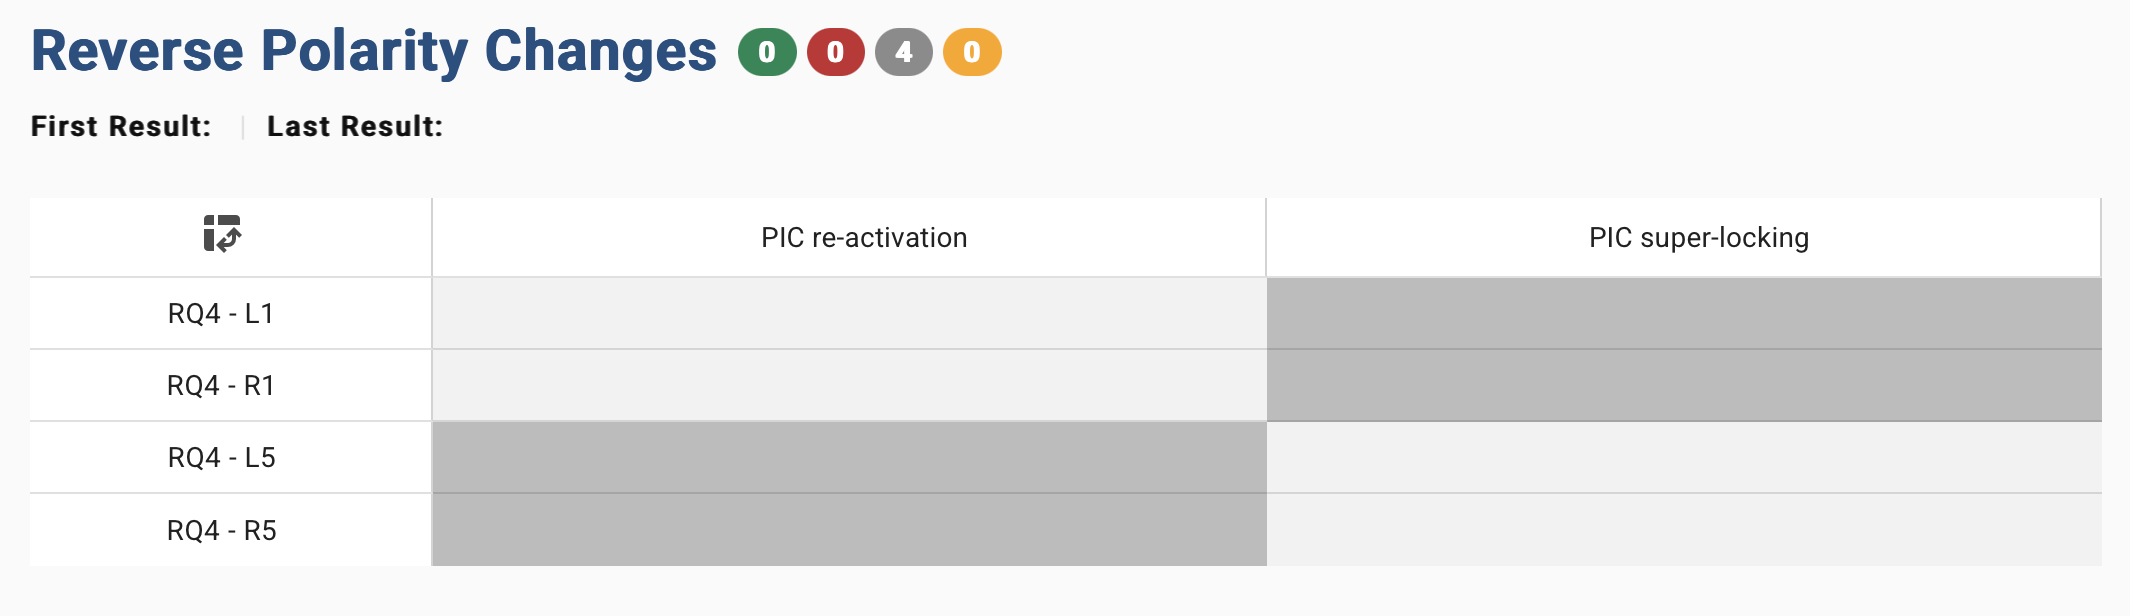 Reverse Polarity Changes 0 0 4 0
First Result: | Last Result:
PIC re-activation PIC super-locking
RQ4 - L1
RQ4 - R1
RQ4 - L5
RQ4 - R5